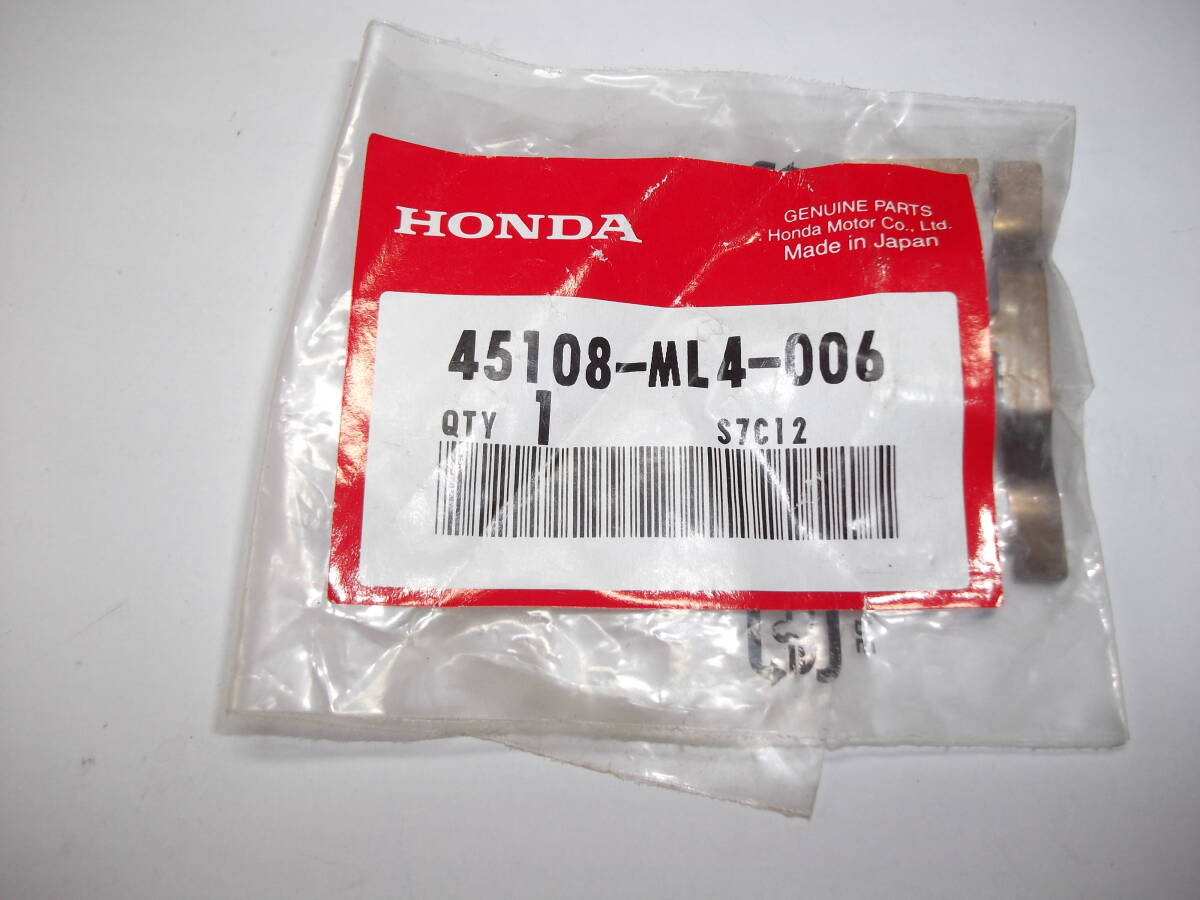 HONDA
GENUINE PARTS
Honda Motor Co., Ltd.
Made in Japan
45108-ML4-006
QTY 1 S7C12